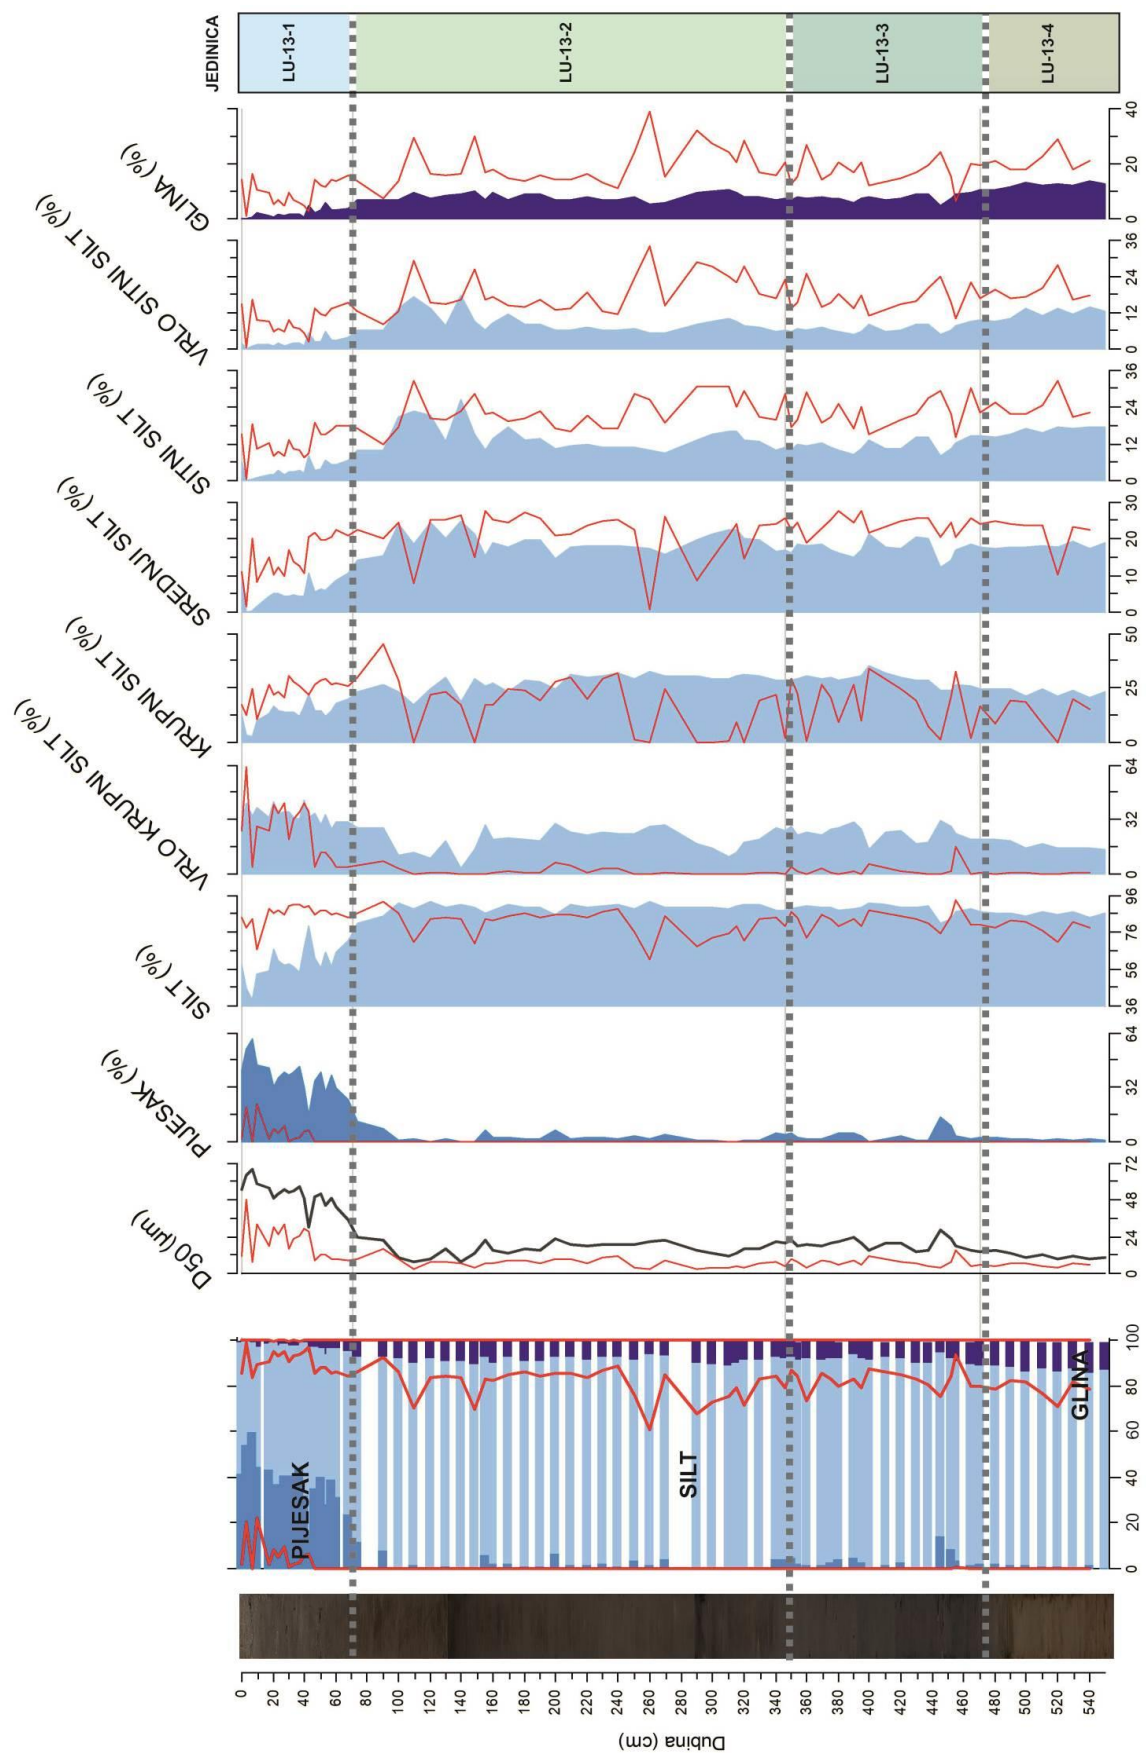 JEDINICA
LU-13-1
LU-13-2
LU-13-3
LU-13-4
GLINA (%)
0 20 40
VRLO SITNI SILT (%)
0 12 24 36
SITNI SILT (%)
0 12 24 36
SREDNJI SILT (%)
0 10 20 30
KRUPNI SILT (%)
0 25 50
VRLO KRUPNI SILT (%)
0 32 64
SILT (%)
36 56 76 96
PIJESAK (%)
0 32 64
D50 (µm)
0 24 48 72
PIJESAK
SILT
GLINA
0 20 40 60 80 100
0 20 40 60 80 100 120 140 160 180 200 220 240 260 280 300 320 340 360 380 400 420 440 460 480 500 520 540
Dubina (cm)